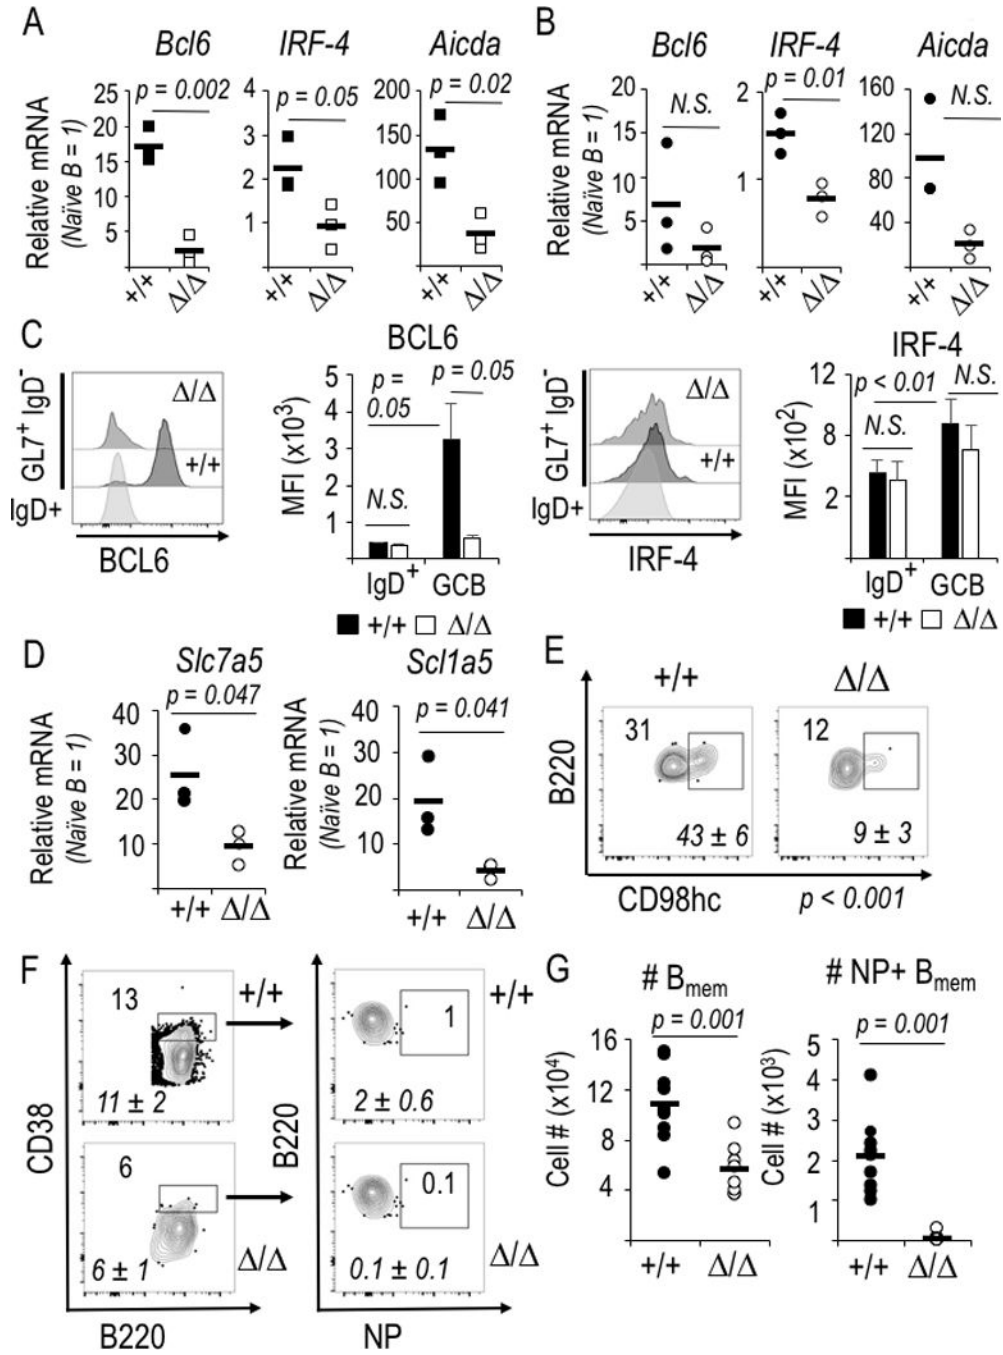 A
Bcl6
IRF-4
Aicda
p = 0.002
p = 0.05
p = 0.02
Relative mRNA
(Naïve B = 1)
25
20
15
10
5
4
3
2
1
200
150
100
50
+/+
Δ/Δ
+/+
Δ/Δ
+/+
Δ/Δ
B
Bcl6
IRF-4
Aicda
N.S.
p = 0.01
N.S.
Relative mRNA
(Naïve B = 1)
20
15
10
5
2
1
160
120
80
40
+/+
Δ/Δ
+/+
Δ/Δ
+/+
Δ/Δ
C
GL7+ IgD-
IgD+
Δ/Δ
+/+
BCL6
BCL6
p =
0.05
p = 0.05
N.S.
MFI (x10³)
5
4
3
2
1
IgD+
GCB
+/+
Δ/Δ
GL7+ IgD-
IgD+
Δ/Δ
+/+
IRF-4
IRF-4
p < 0.01
N.S.
N.S.
MFI (x10²)
12
8
2
IgD+
GCB
+/+
Δ/Δ
D
Slc7a5
p = 0.047
Relative mRNA
(Naïve B = 1)
40
30
20
10
+/+
Δ/Δ
Scl1a5
p = 0.041
Relative mRNA
(Naïve B = 1)
40
30
20
10
+/+
Δ/Δ
E
+/+
Δ/Δ
B220
31
43 ± 6
12
9 ± 3
CD98hc
p < 0.001
F
CD38
13
+/+
11 ± 2
6
6 ± 1
Δ/Δ
B220
B220
1
+/+
2 ± 0.6
0.1
0.1 ± 0.1
Δ/Δ
NP
G
# Bmem
p = 0.001
Cell # (x10⁴)
16
12
8
4
+/+
Δ/Δ
# NP+ Bmem
p = 0.001
Cell # (x10³)
5
4
3
2
1
+/+
Δ/Δ